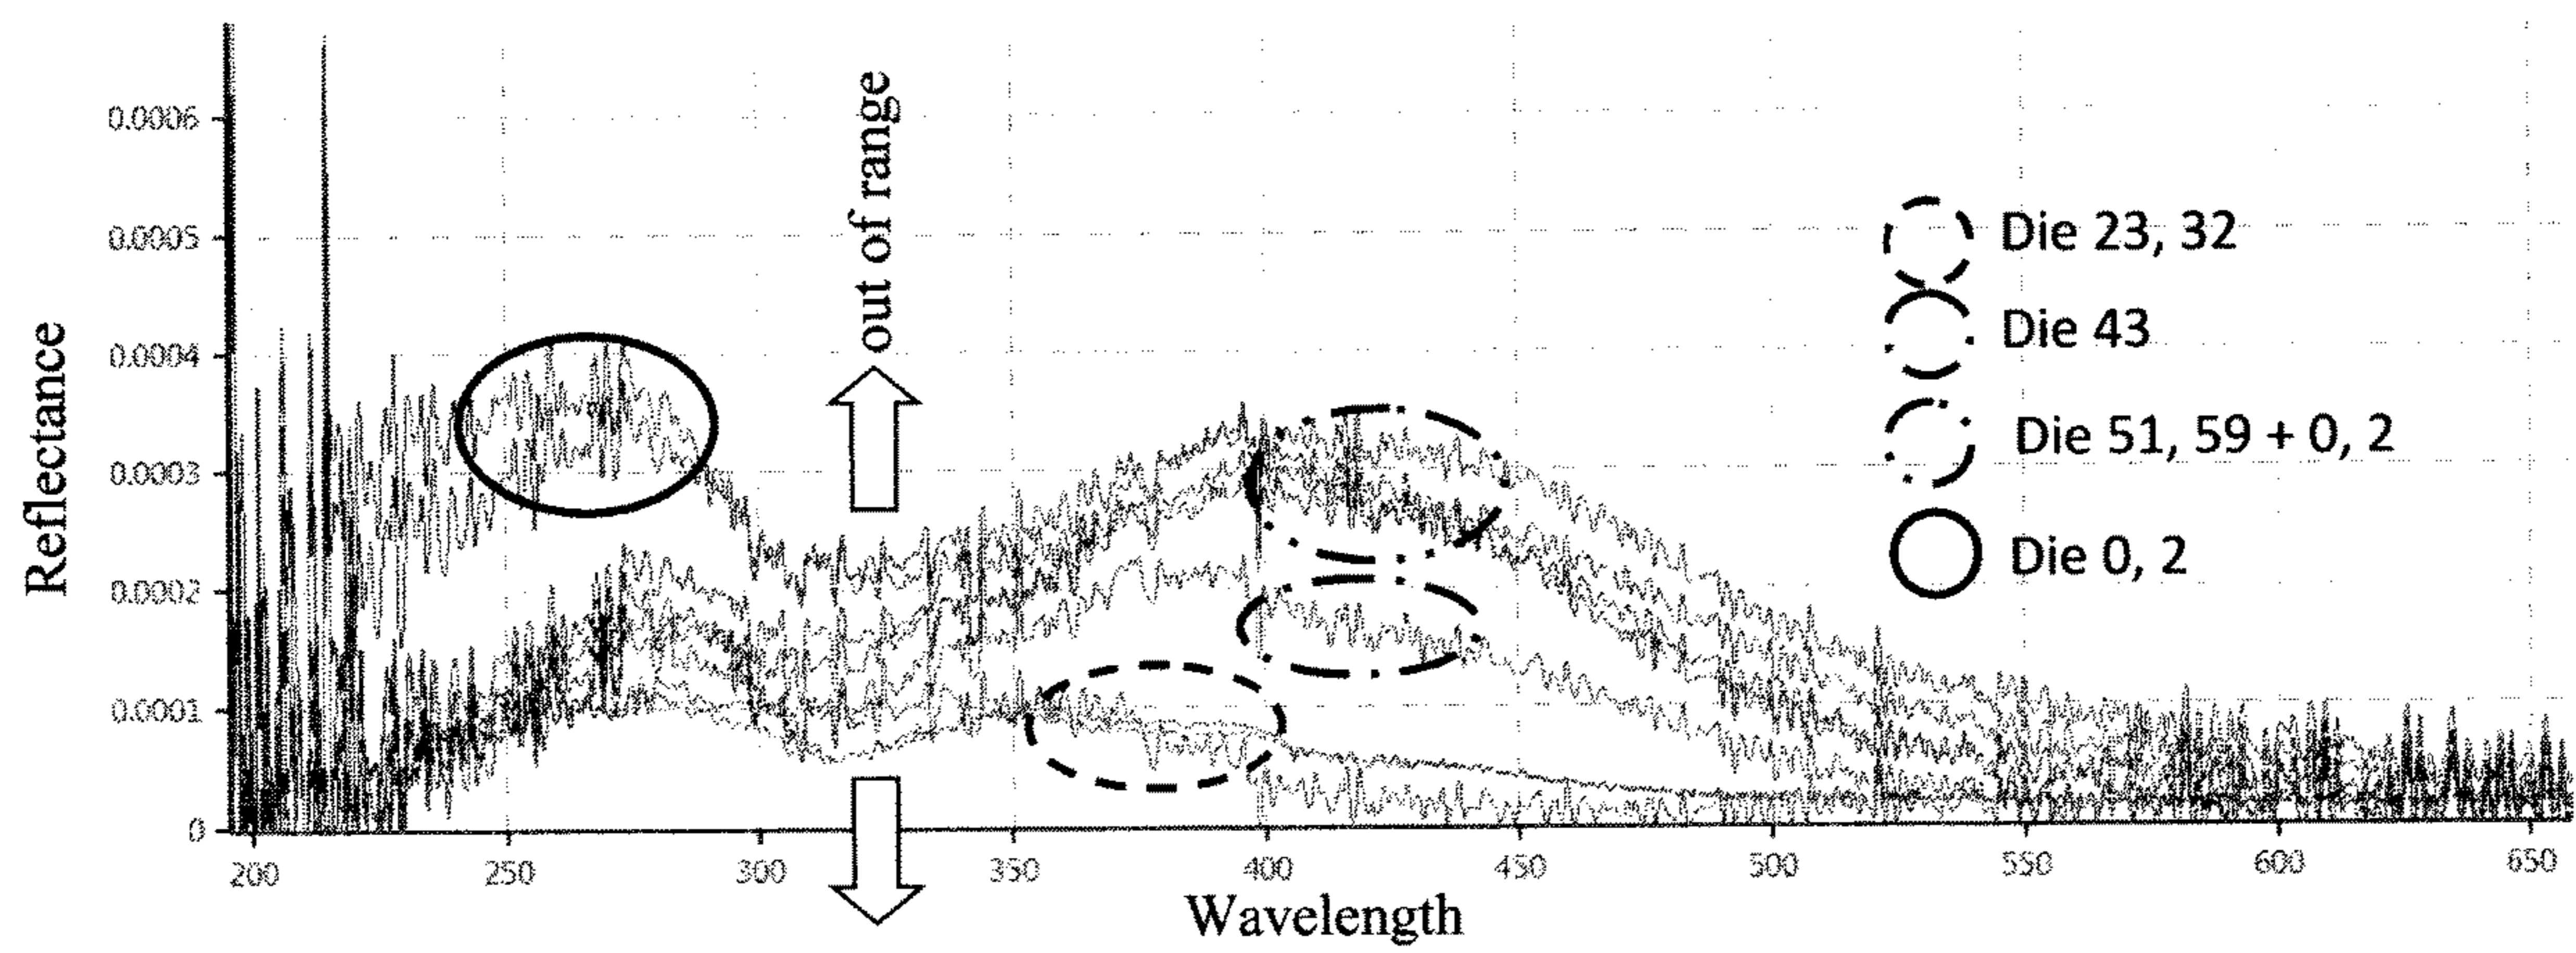 0.0006
0.0005
0.0004
0.0003
0.0002
0.0001
0
Reflectance
out of range
Die 23, 32
Die 43
Die 51, 59 + 0, 2
Die 0, 2
200 250 300 350 400 450 500 550 600 650
Wavelength